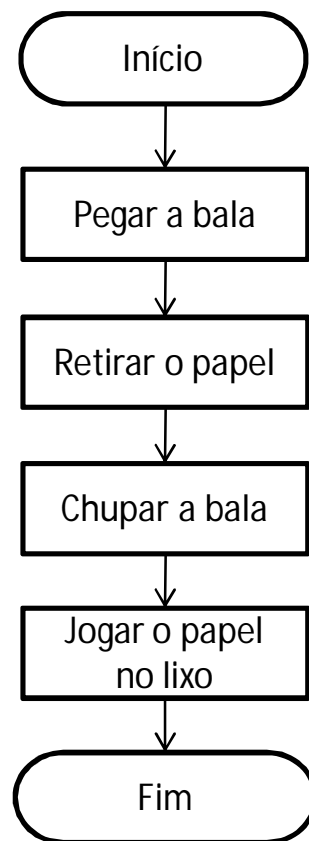 Início
Pegar a bala
Retirar o papel
Chupar a bala
Jogar o papel
no lixo
Fim